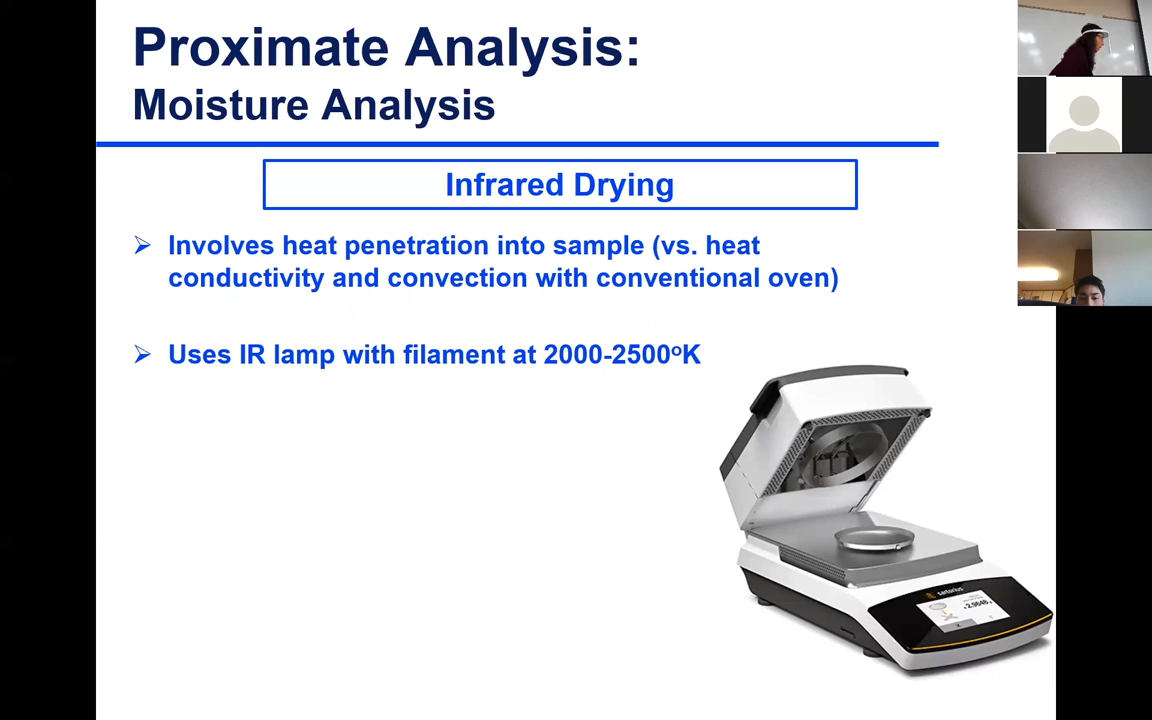 Proximate Analysis:
Moisture Analysis
Infrared Drying
➢ Involves heat penetration into sample (vs. heat
conductivity and convection with conventional oven)
➢ Uses IR lamp with filament at 2000-2500ºK
sartorius